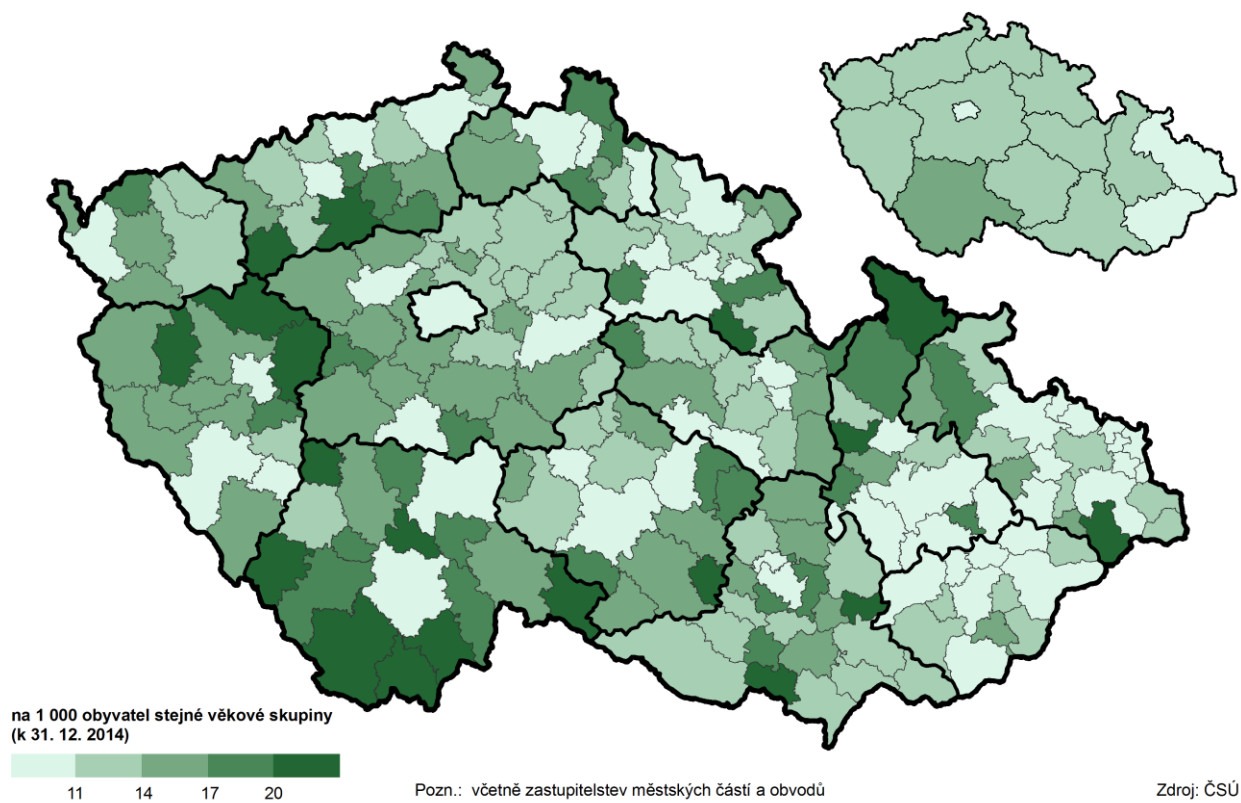 na 1 000 obyvatel stejné věkové skupiny
(k 31. 12. 2014)
11 14 17 20
Pozn.: včetně zastupitelstev městských částí a obvodů
Zdroj: ČSÚ